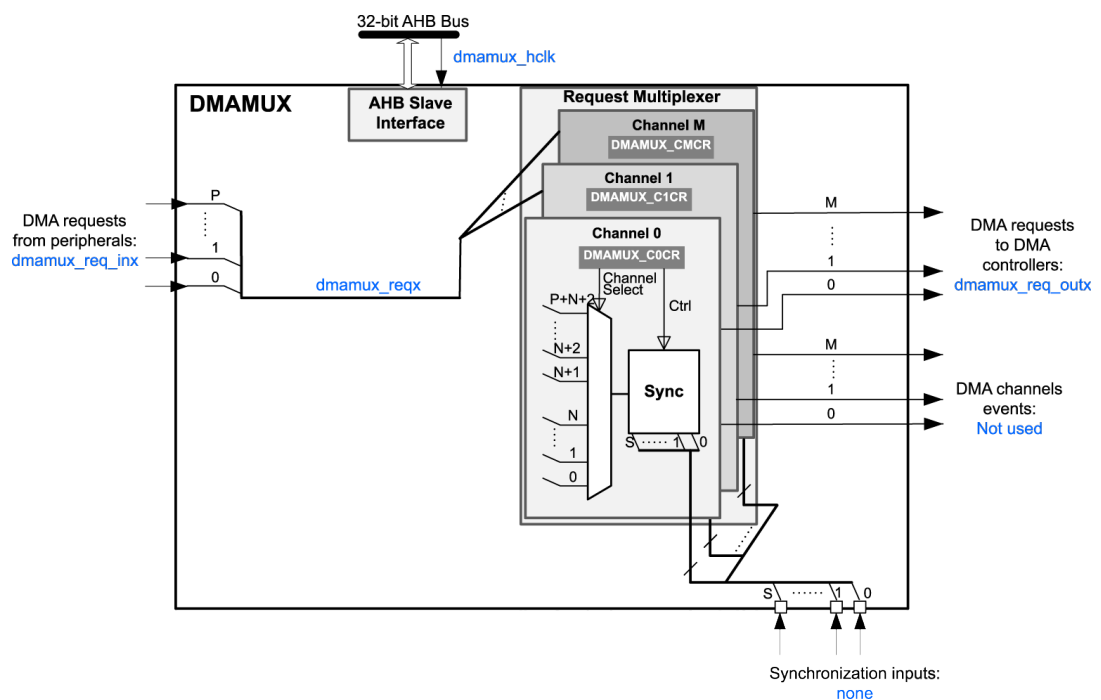 32-bit AHB Bus
dmamux_hclk
DMAMUX
AHB Slave
Interface
Request Multiplexer
Channel M
DMAMUX_CMCR
Channel 1
DMAMUX_C1CR
Channel 0
DMAMUX_C0CR
Channel
Select
Ctrl
P+N+2
N+2
N+1
N
1
0
Sync
S 1 0
DMA requests
from peripherals:
dmamux_req_inx
P
1
0
dmamux_reqx
M
1
0
DMA requests
to DMA
controllers:
dmamux_req_outx
M
1
0
DMA channels
events:
Not used
S 1 0
Synchronization inputs:
none